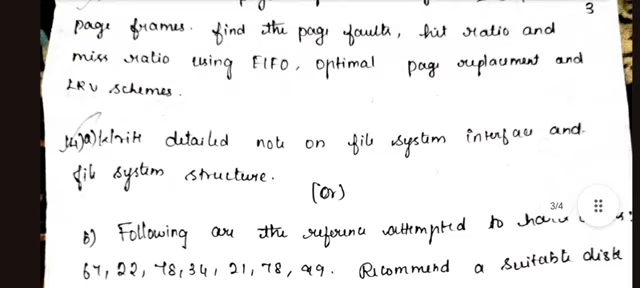 3
page frames. find the page faults, hit ratio and
miss ratio using FIFO, optimal page replacment and
LRU schemes.
14)a) Write detailed note on file system interface and
file system structure.
(or)
3/4
b) Following are the reference attempted to
67, 22, 78, 34, 21, 78, 99. Recommend a suitable disk